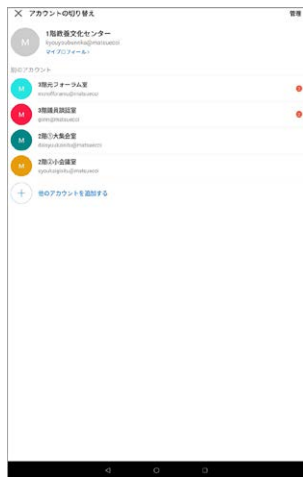 アカウントの切り替え
管理
1階教養文化センター
マイプロフィール>
別のアカウント
3階元フォーラム室
3階議員談話室
2階①大集会室
2階②小会議室
他のアカウントを追加する
M
M
M
M
M